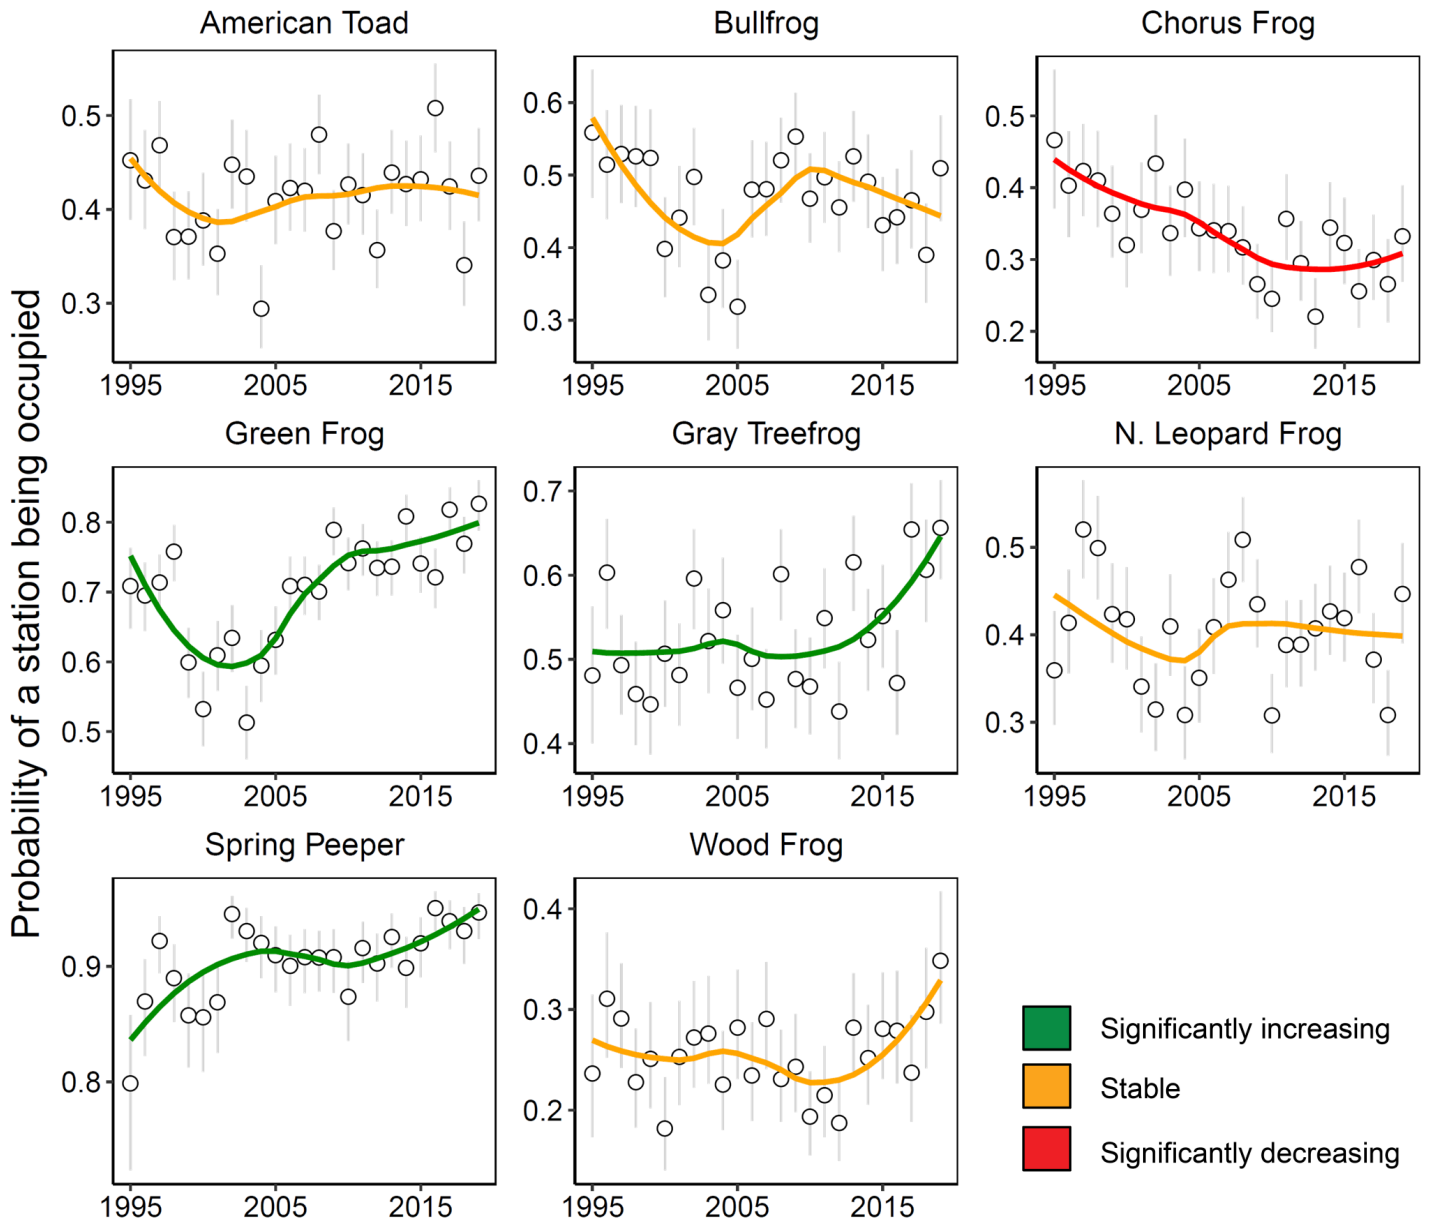 American Toad
Bullfrog
Chorus Frog
Probability of a station being occupied
0.5
0.4
0.3
1995 2005 2015
0.6
0.5
0.4
0.3
1995 2005 2015
0.5
0.4
0.3
0.2
1995 2005 2015
Green Frog
Gray Treefrog
N. Leopard Frog
0.8
0.7
0.6
0.5
1995 2005 2015
0.7
0.6
0.5
0.4
1995 2005 2015
0.5
0.4
0.3
1995 2005 2015
Spring Peeper
Wood Frog
0.9
0.8
1995 2005 2015
0.4
0.3
0.2
1995 2005 2015
Significantly increasing
Stable
Significantly decreasing